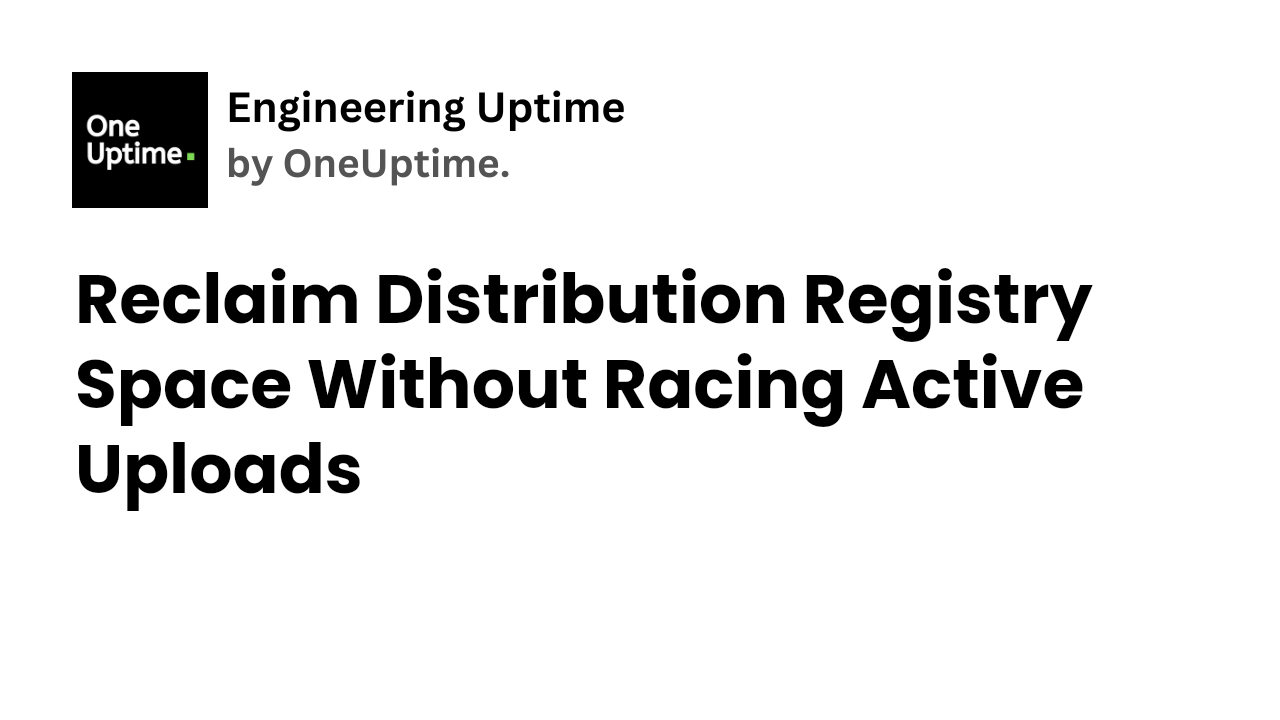 One
Uptime.
Engineering Uptime
by OneUptime.
Reclaim Distribution Registry
Space Without Racing Active
Uploads